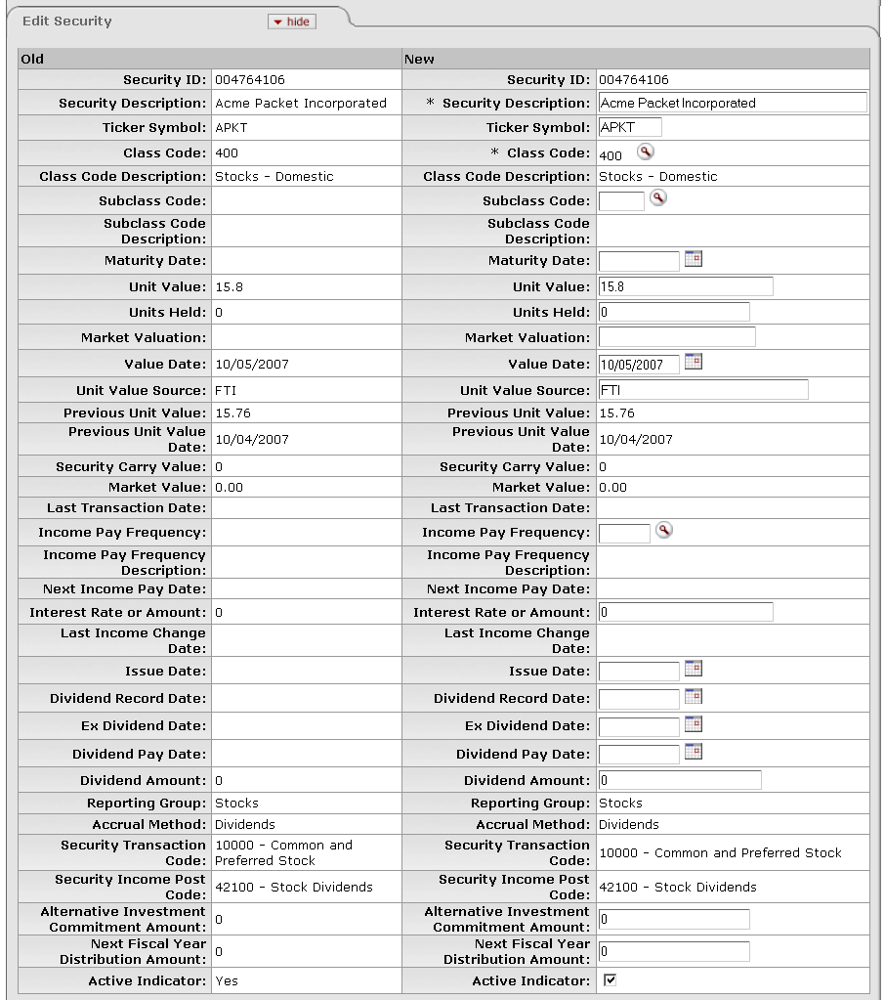 Edit Security hide
Old New
Security ID: 004764106 Security ID: 004764106
Security Description: Acme Packet Incorporated * Security Description: Acme Packet Incorporated
Ticker Symbol: APKT Ticker Symbol: APKT
Class Code: 400 * Class Code: 400
Class Code Description: Stocks - Domestic Class Code Description: Stocks - Domestic
Subclass Code: Subclass Code:
Subclass Code Subclass Code
Description: Description:
Maturity Date: Maturity Date:
Unit Value: 15.8 Unit Value: 15.8
Units Held: 0 Units Held: 0
Market Valuation: Market Valuation:
Value Date: 10/05/2007 Value Date: 10/05/2007
Unit Value Source: FTI Unit Value Source: FTI
Previous Unit Value: 15.76 Previous Unit Value: 15.76
Previous Unit Value Previous Unit Value
Date: 10/04/2007 Date: 10/04/2007
Security Carry Value: 0 Security Carry Value: 0
Market Value: 0.00 Market Value: 0.00
Last Transaction Date: Last Transaction Date:
Income Pay Frequency: Income Pay Frequency:
Income Pay Frequency Income Pay Frequency
Description: Description:
Next Income Pay Date: Next Income Pay Date:
Interest Rate or Amount: 0 Interest Rate or Amount: 0
Last Income Change Last Income Change
Date: Date:
Issue Date: Issue Date:
Dividend Record Date: Dividend Record Date:
Ex Dividend Date: Ex Dividend Date:
Dividend Pay Date: Dividend Pay Date:
Dividend Amount: 0 Dividend Amount: 0
Reporting Group: Stocks Reporting Group: Stocks
Accrual Method: Dividends Accrual Method: Dividends
Security Transaction 10000 - Common and Security Transaction
Code: Preferred Stock Code: 10000 - Common and Preferred Stock
Security Income Post Security Income Post
Code: 42100 - Stock Dividends Code: 42100 - Stock Dividends
Alternative Investment Alternative Investment
Commitment Amount: 0 Commitment Amount: 0
Next Fiscal Year Next Fiscal Year
Distribution Amount: 0 Distribution Amount: 0
Active Indicator: Yes Active Indicator: